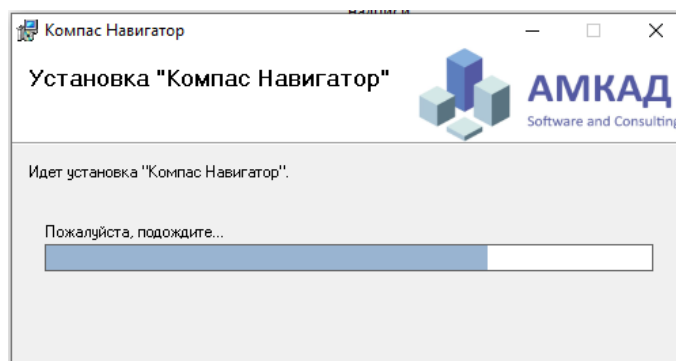 Компас Навигатор
Установка "Компас Навигатор"
АМКАД
Software and Consulting
Идет установка "Компас Навигатор".
Пожалуйста, подождите...